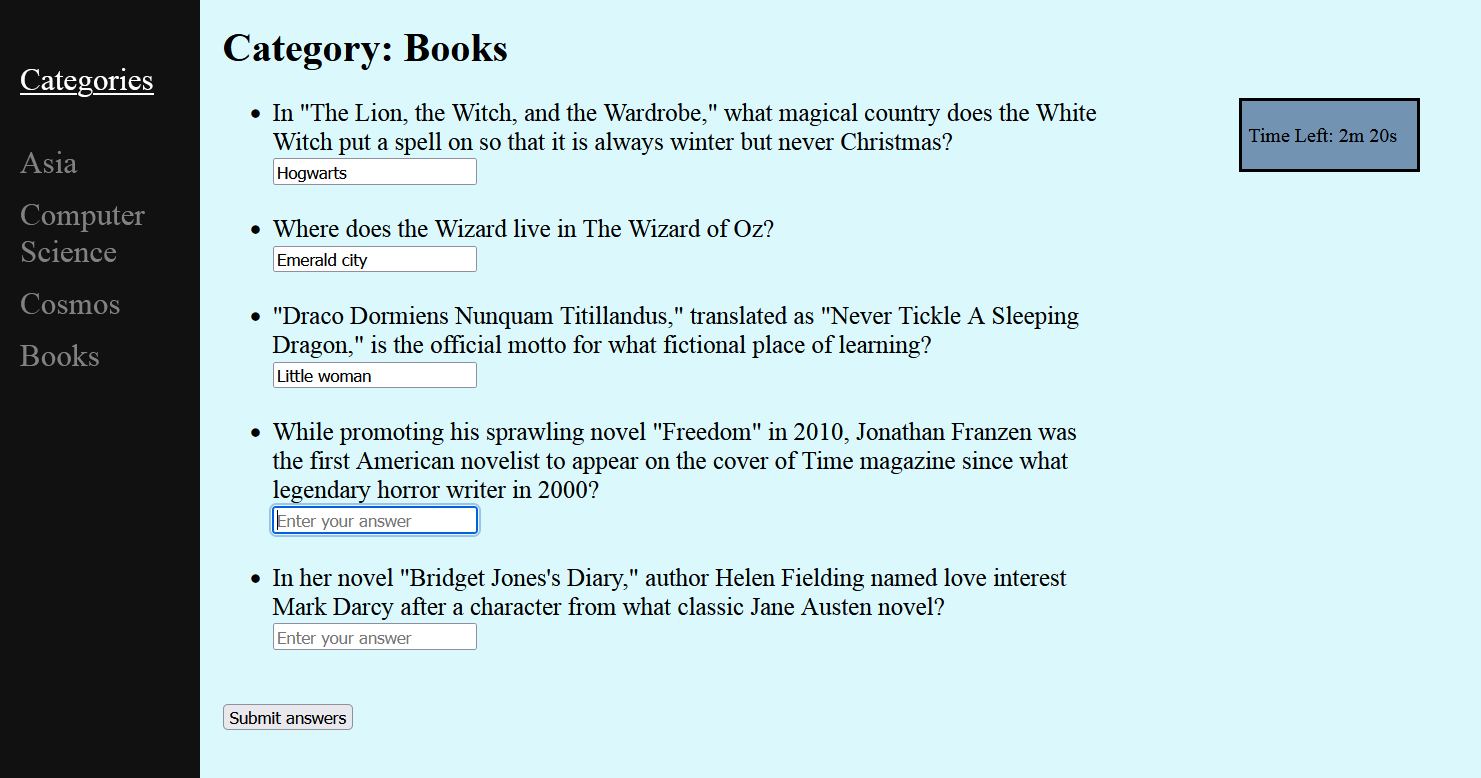 Categories
Asia
Computer
Science
Cosmos
Books
Category: Books
In "The Lion, the Witch, and the Wardrobe," what magical country does the White
Witch put a spell on so that it is always winter but never Christmas?
Hogwarts
Where does the Wizard live in The Wizard of Oz?
Emerald city
"Draco Dormiens Nunquam Titillandus," translated as "Never Tickle A Sleeping
Dragon," is the official motto for what fictional place of learning?
Little woman
While promoting his sprawling novel "Freedom" in 2010, Jonathan Franzen was
the first American novelist to appear on the cover of Time magazine since what
legendary horror writer in 2000?
Enter your answer
In her novel "Bridget Jones's Diary," author Helen Fielding named love interest
Mark Darcy after a character from what classic Jane Austen novel?
Enter your answer
Submit answers
Time Left: 2m 20s